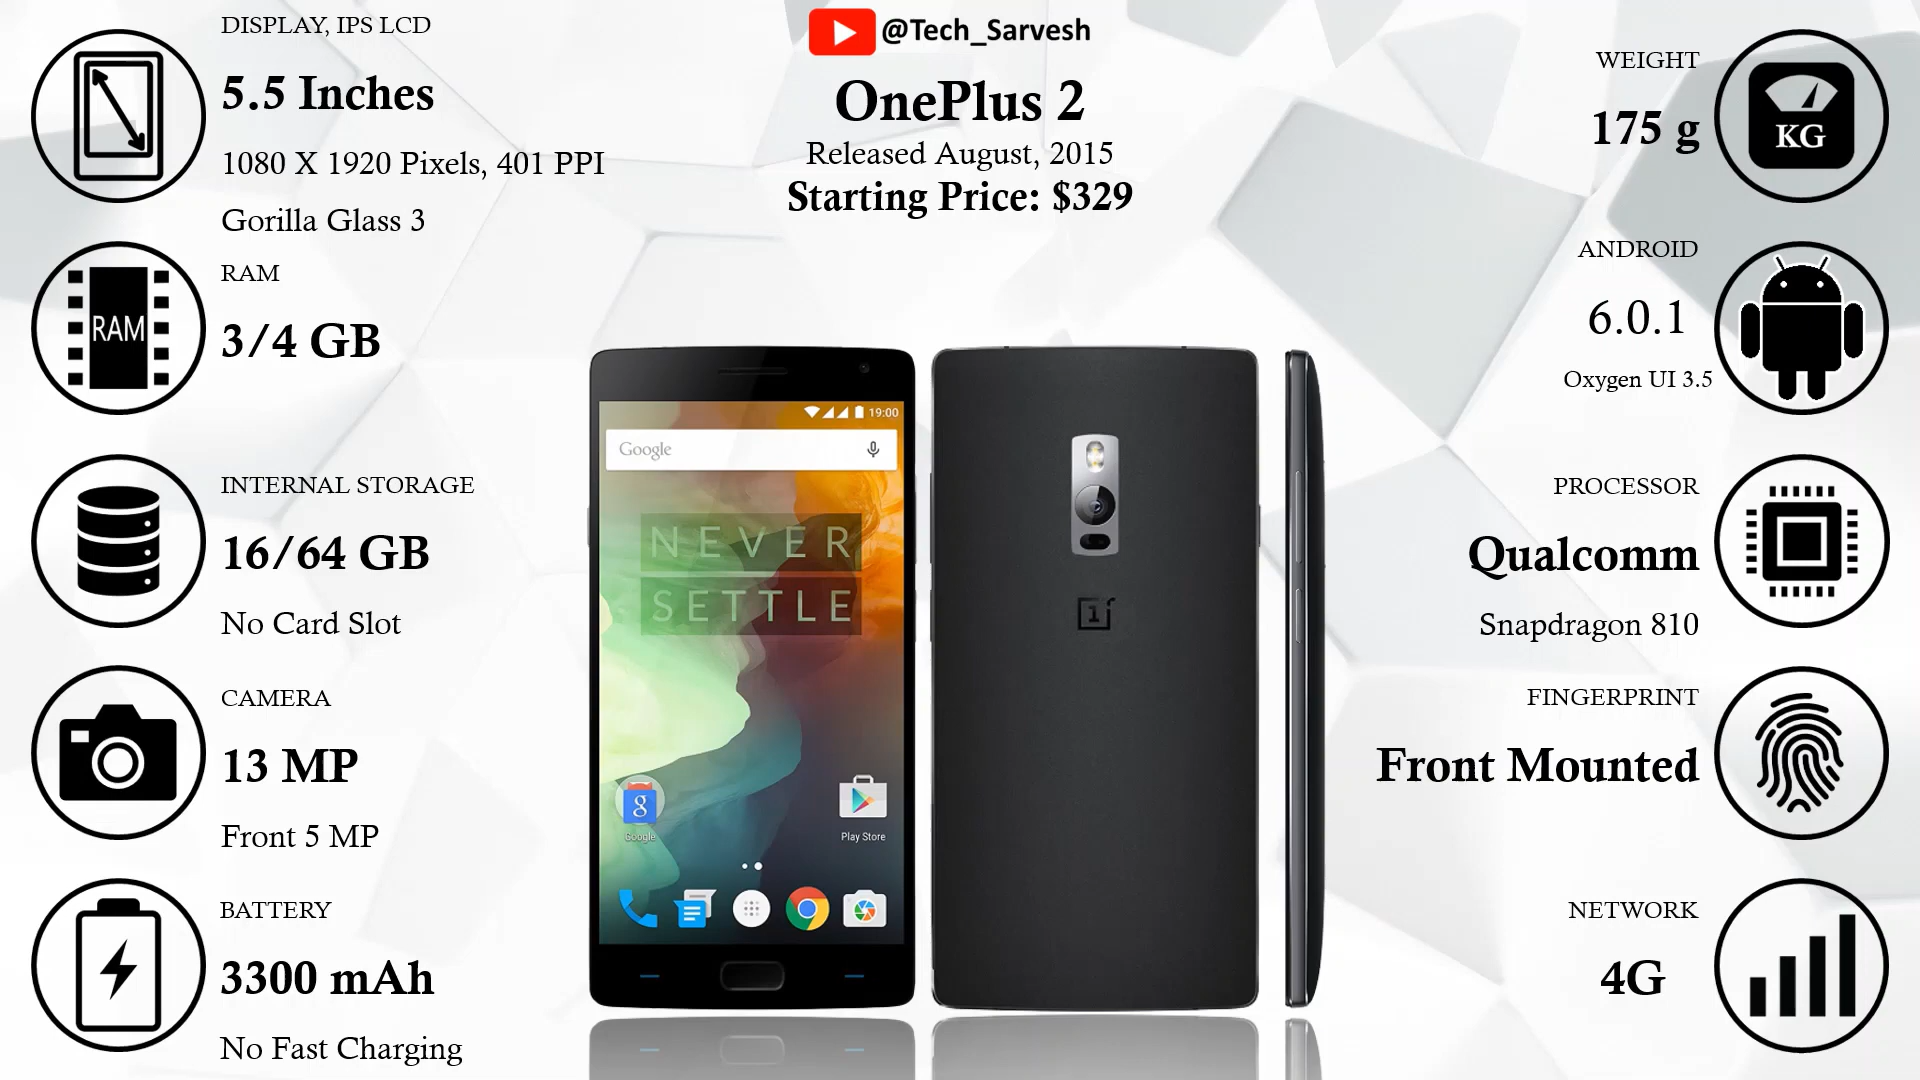 @Tech_Sarvesh
OnePlus 2
Released August, 2015
Starting Price: $329
DISPLAY, IPS LCD
5.5 Inches
1080 X 1920 Pixels, 401 PPI
Gorilla Glass 3
RAM
RAM
3/4 GB
INTERNAL STORAGE
16/64 GB
No Card Slot
CAMERA
13 MP
Front 5 MP
BATTERY
3300 mAh
No Fast Charging
19:00
Google
NEVER
SETTLE
g
Google
Play Store
1
WEIGHT
175 g
KG
ANDROID
6.0.1
Oxygen UI 3.5
PROCESSOR
Qualcomm
Snapdragon 810
FINGERPRINT
Front Mounted
NETWORK
4G